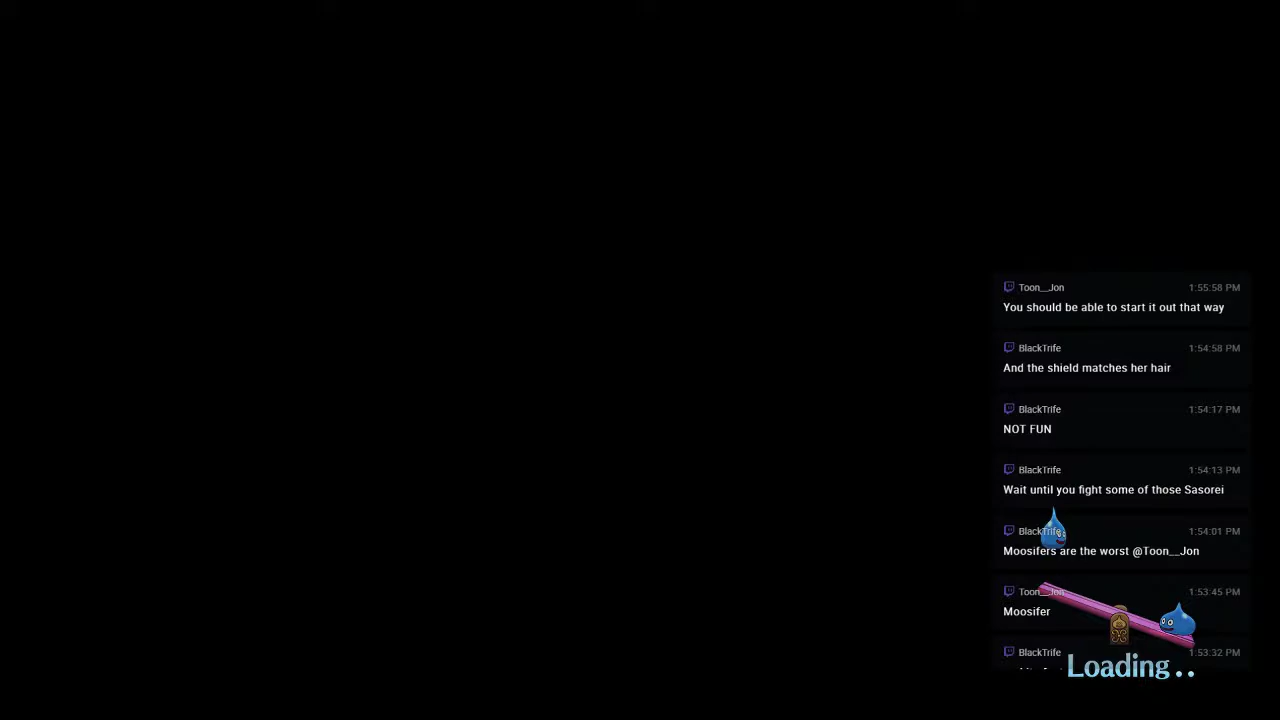 Toon__Jon 1:55:58 PM
You should be able to start it out that way
BlackTrife 1:54:58 PM
And the shield matches her hair
BlackTrife 1:54:17 PM
NOT FUN
BlackTrife 1:54:13 PM
Wait until you fight some of those Sasorei
BlackTrife 1:54:01 PM
Moosifers are the worst @Toon__Jon
Toon__Jon 1:53:45 PM
Moosifer
BlackTrife 1:53:32 PM
Loading..